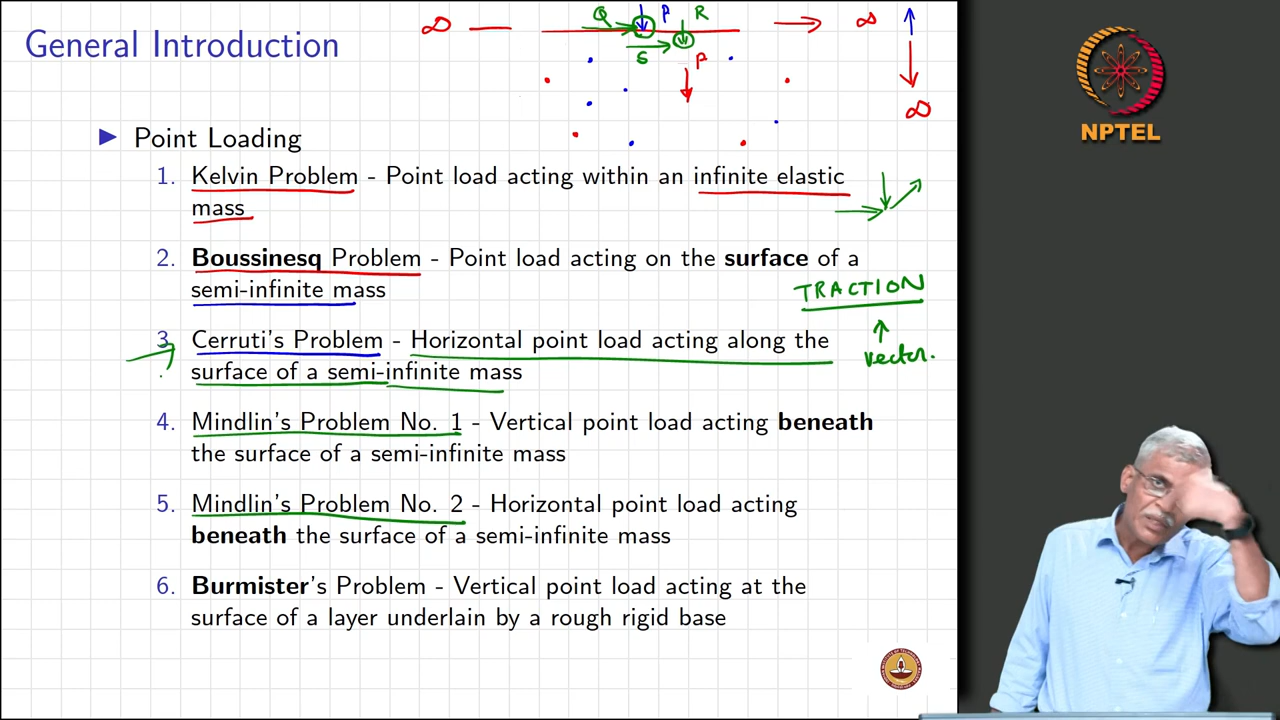 General Introduction
∞
Q
P
R
∞
S
P
∞
▶ Point Loading
1. Kelvin Problem - Point load acting within an infinite elastic
mass
2. Boussinesq Problem - Point load acting on the surface of a
semi-infinite mass
TRACTION
vector.
3. Cerruti's Problem - Horizontal point load acting along the
surface of a semi-infinite mass
4. Mindlin's Problem No. 1 - Vertical point load acting beneath
the surface of a semi-infinite mass
5. Mindlin's Problem No. 2 - Horizontal point load acting
beneath the surface of a semi-infinite mass
6. Burmister's Problem - Vertical point load acting at the
surface of a layer underlain by a rough rigid base
NPTEL